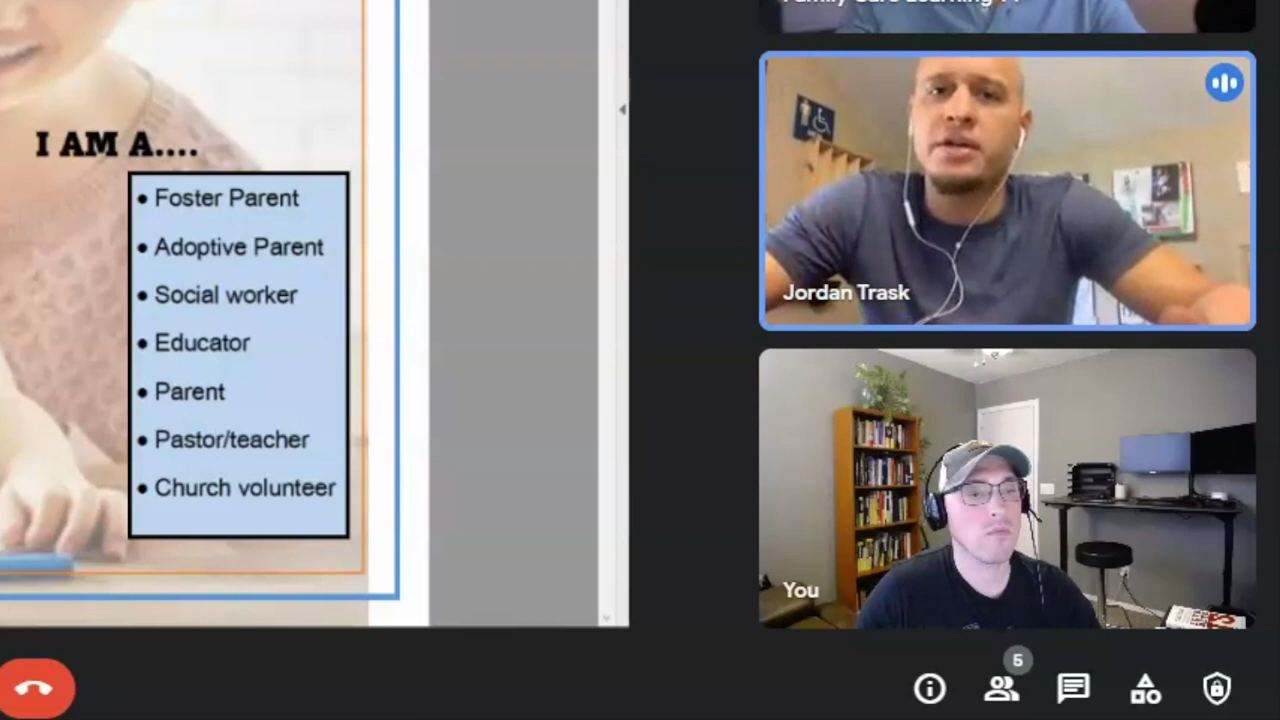 I AM A....
• Foster Parent
• Adoptive Parent
• Social worker
• Educator
• Parent
• Pastor/teacher
• Church volunteer
Jordan Trask
You
5